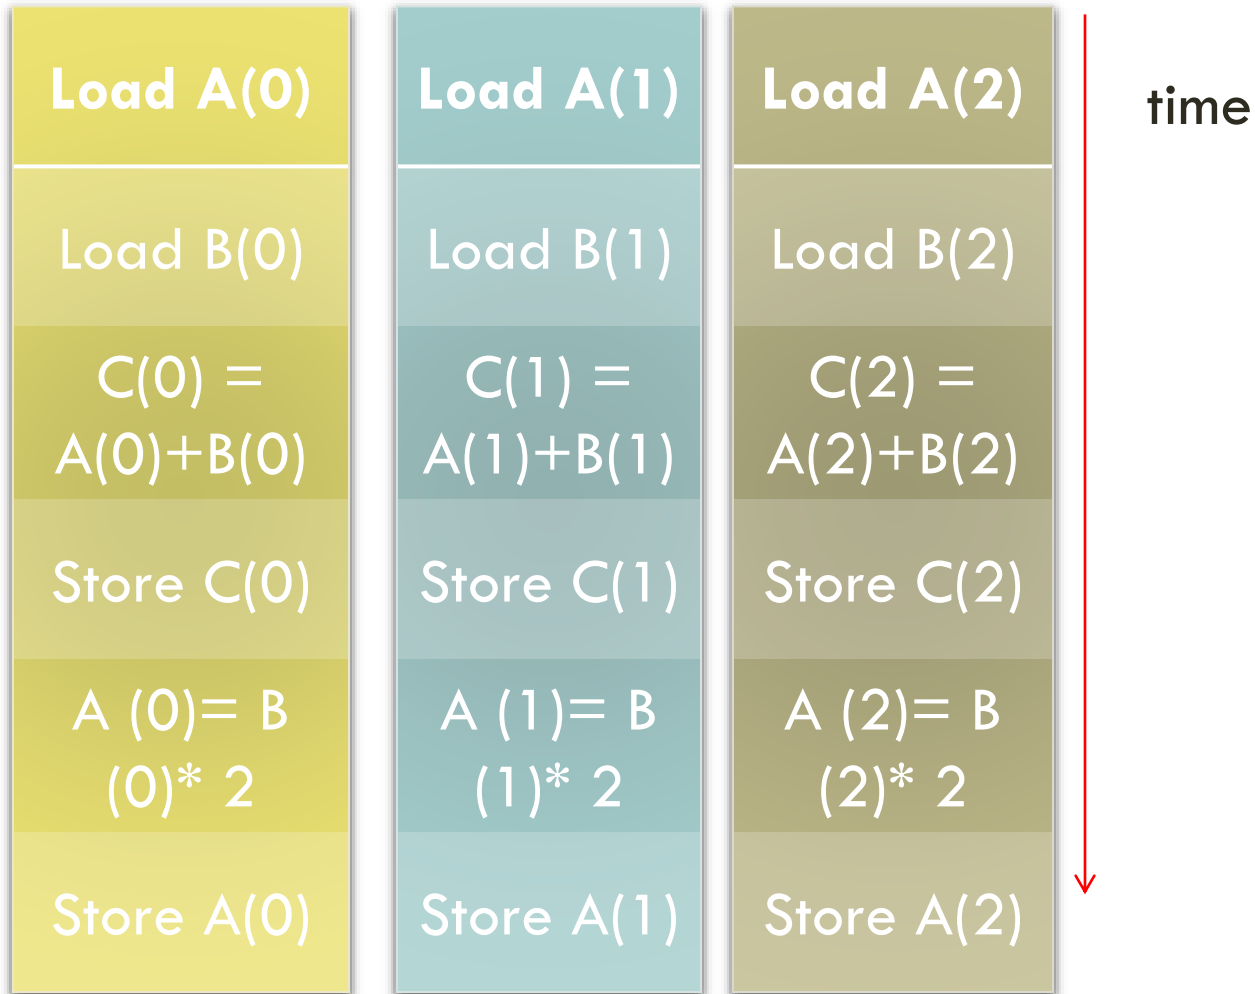 Load A(0)
Load B(0)
C(0) =
A(0)+B(0)
Store C(0)
A (0)= B
(0)* 2
Store A(0)
Load A(1)
Load B(1)
C(1) =
A(1)+B(1)
Store C(1)
A (1)= B
(1)* 2
Store A(1)
Load A(2)
Load B(2)
C(2) =
A(2)+B(2)
Store C(2)
A (2)= B
(2)* 2
Store A(2)
time